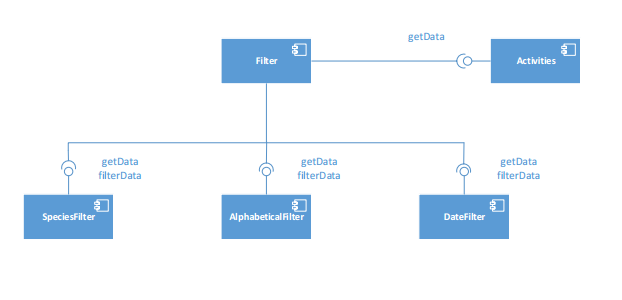 getData
Filter
Activities
getData
filterData
getData
filterData
getData
filterData
SpeciesFilter
AlphabeticalFilter
DateFilter